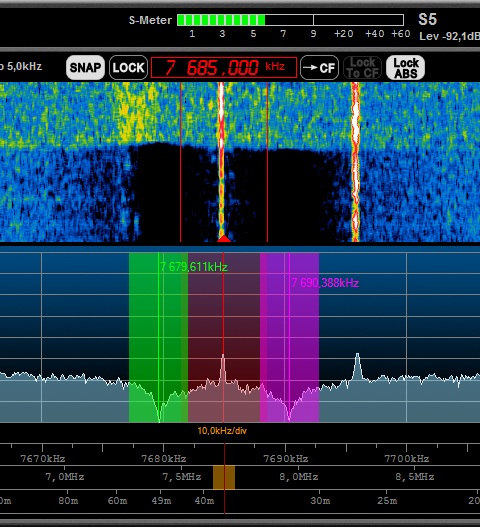 S-Meter
S5
1 3 5 7 9 +20 +40 +60
Lev -92,1dB
5,0kHz SNAP LOCK 7 685.000 kHz →CF Lock To CF Lock ABS
7 679,611kHz
7 690,388kHz
10,0kHz/div
7670kHz 7680kHz 7690kHz 7700kHz
7,0MHz 7,5MHz 8,0MHz 8,5MHz
0m 80m 60m 49m 40m 30m 25m 20